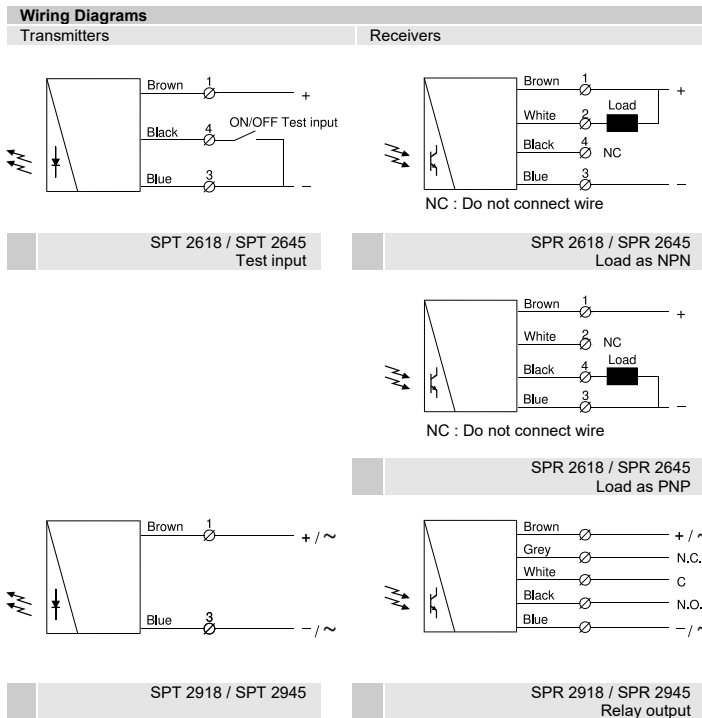 Wiring Diagrams
Transmitters
Receivers
Brown 1 +
Black 4 ON/OFF Test input
Blue 3 −
SPT 2618 / SPT 2645
Test input
Brown 1 +
White 2 Load
Black 4 NC
Blue 3 −
NC : Do not connect wire
SPR 2618 / SPR 2645
Load as NPN
Brown 1 +
White 2 NC
Black 4 Load
Blue 3 −
NC : Do not connect wire
SPR 2618 / SPR 2645
Load as PNP
Brown 1 + / ~
Blue 3 − / ~
SPT 2918 / SPT 2945
Brown + / ~
Grey N.C.
White C
Black N.O.
Blue − / ~
SPR 2918 / SPR 2945
Relay output